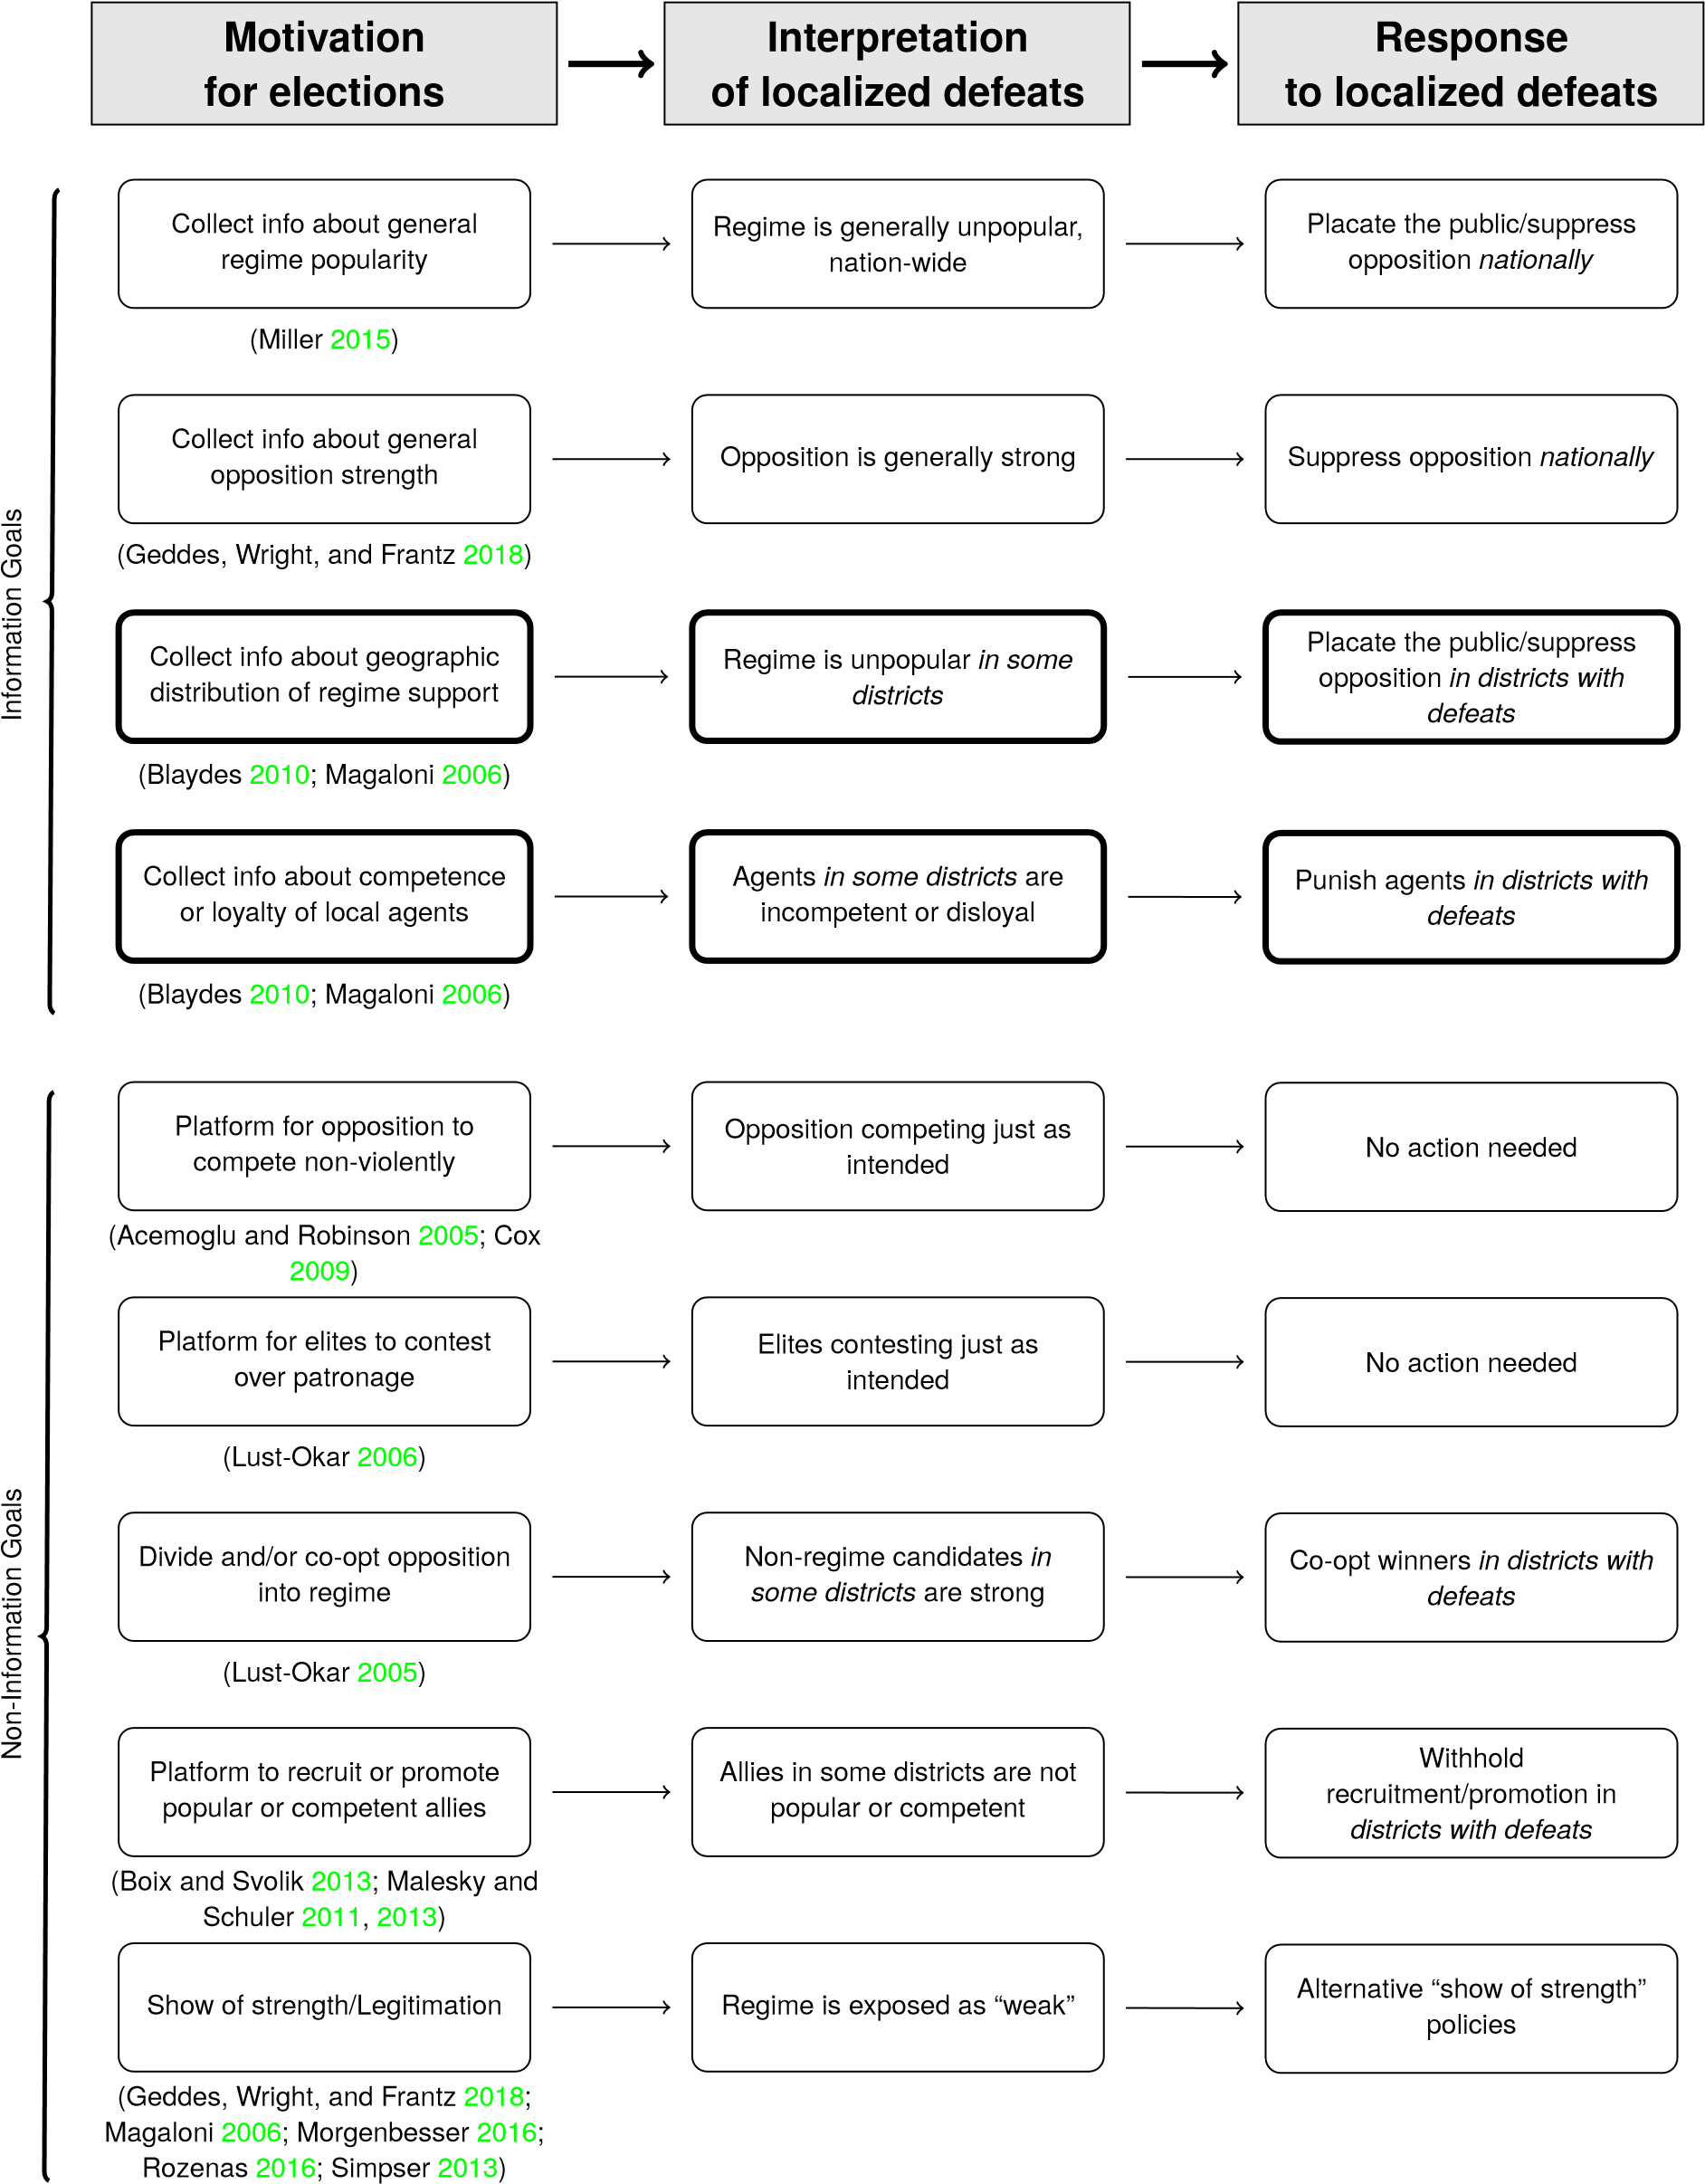 Motivation
for elections
Interpretation
of localized defeats
Response
to localized defeats
Information Goals
Collect info about general
regime popularity
(Miller 2015)
Regime is generally unpopular,
nation-wide
Placate the public/suppress
opposition nationally
Collect info about general
opposition strength
(Geddes, Wright, and Frantz 2018)
Opposition is generally strong
Suppress opposition nationally
Collect info about geographic
distribution of regime support
(Blaydes 2010; Magaloni 2006)
Regime is unpopular in some
districts
Placate the public/suppress
opposition in districts with
defeats
Collect info about competence
or loyalty of local agents
(Blaydes 2010; Magaloni 2006)
Agents in some districts are
incompetent or disloyal
Punish agents in districts with
defeats
Non-Information Goals
Platform for opposition to
compete non-violently
(Acemoglu and Robinson 2005; Cox
2009)
Opposition competing just as
intended
No action needed
Platform for elites to contest
over patronage
(Lust-Okar 2006)
Elites contesting just as
intended
No action needed
Divide and/or co-opt opposition
into regime
(Lust-Okar 2005)
Non-regime candidates in
some districts are strong
Co-opt winners in districts with
defeats
Platform to recruit or promote
popular or competent allies
(Boix and Svolik 2013; Malesky and
Schuler 2011, 2013)
Allies in some districts are not
popular or competent
Withhold
recruitment/promotion in
districts with defeats
Show of strength/Legitimation
(Geddes, Wright, and Frantz 2018;
Magaloni 2006; Morgenbesser 2016;
Rozenas 2016; Simpser 2013)
Regime is exposed as “weak”
Alternative “show of strength”
policies